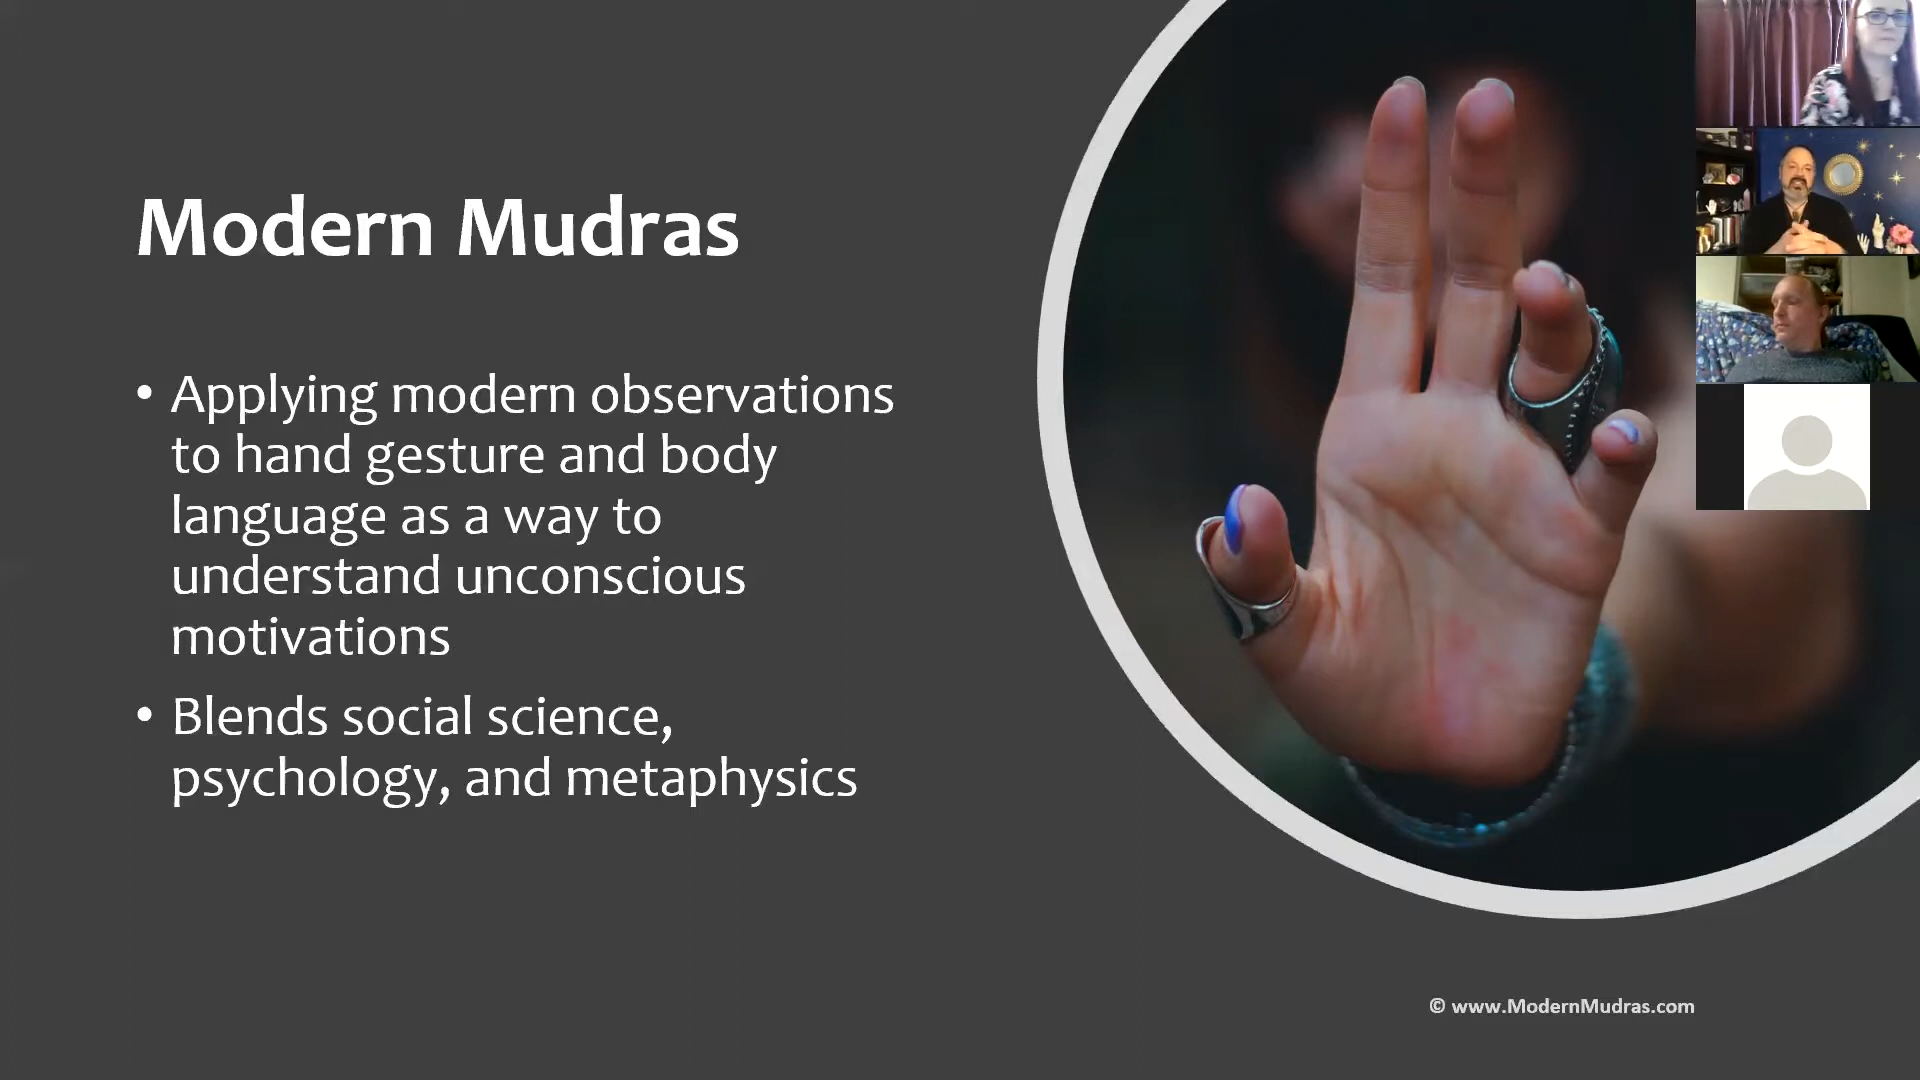 Modern Mudras
• Applying modern observations
to hand gesture and body
language as a way to
understand unconscious
motivations
• Blends social science,
psychology, and metaphysics
© www.ModernMudras.com